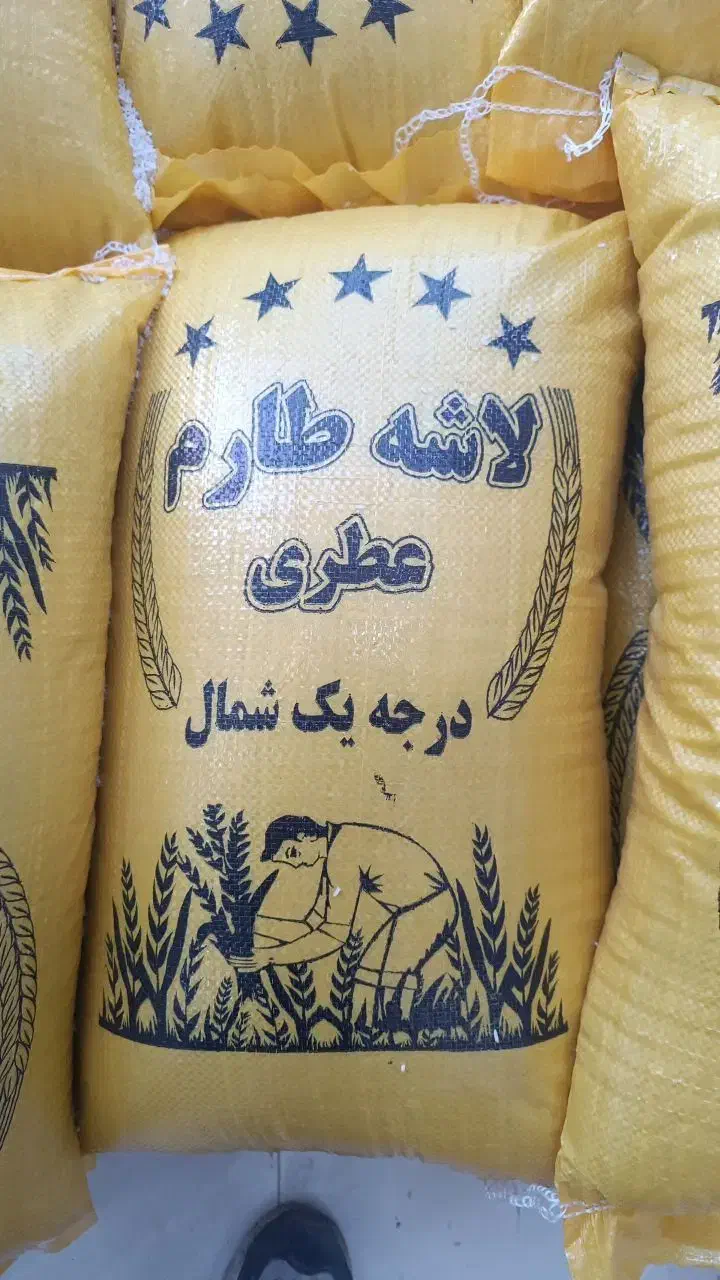 لاشه طارم
عطری
درجه یک شمال